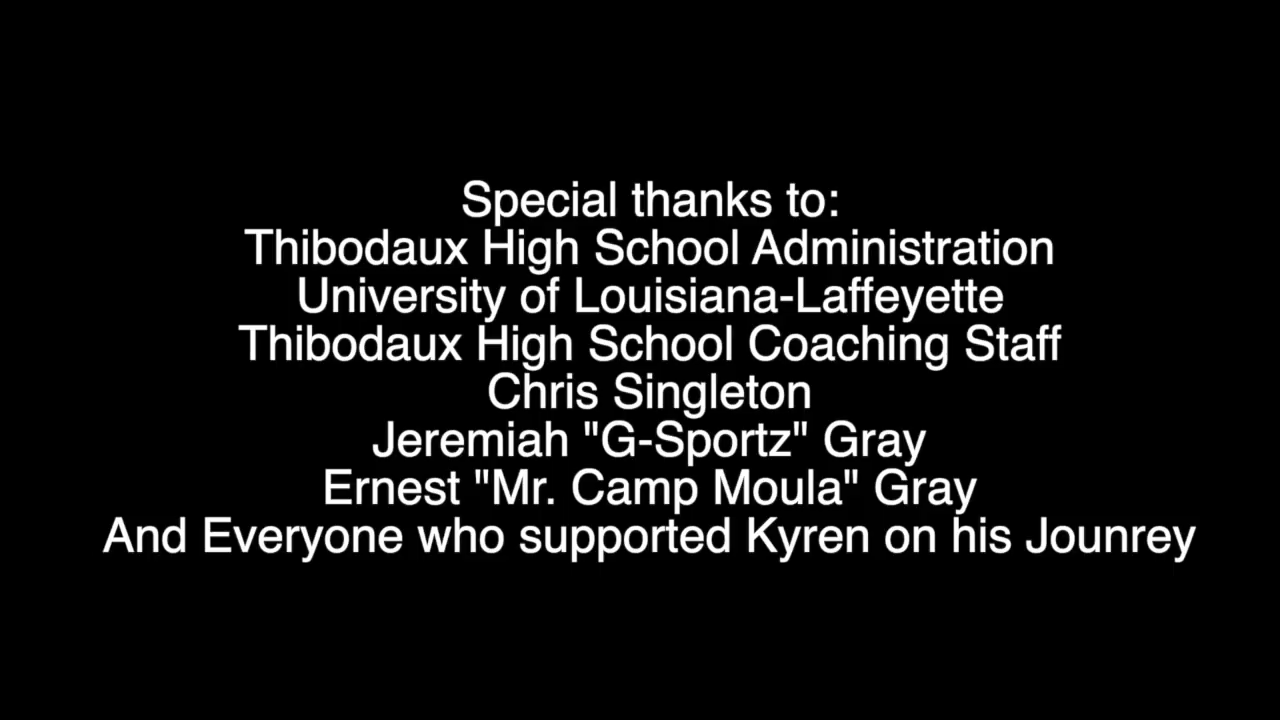 Special thanks to:
Thibodaux High School Administration
University of Louisiana-Laffeyette
Thibodaux High School Coaching Staff
Chris Singleton
Jeremiah "G-Sportz" Gray
Ernest "Mr. Camp Moula" Gray
And Everyone who supported Kyren on his Jounrey